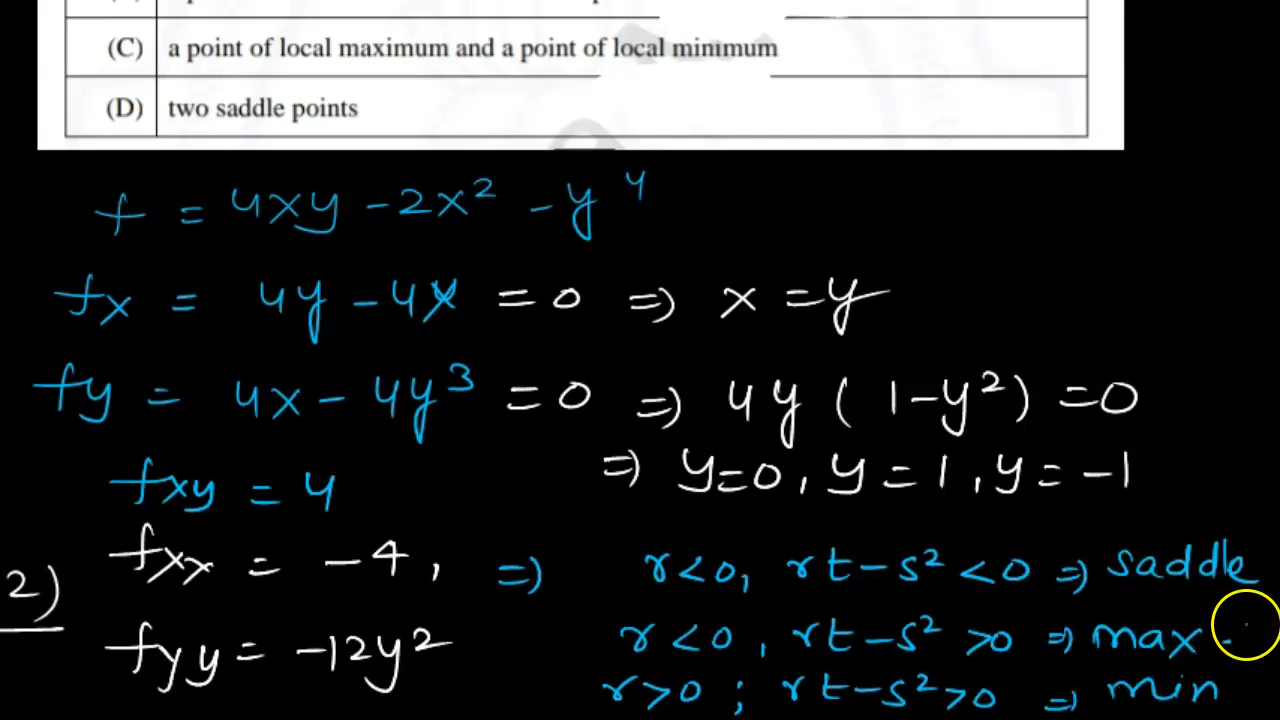 (C) a point of local maximum and a point of local minimum
(D) two saddle points
f = 4xy - 2x² - y⁴
fx = 4y - 4x = 0 => x = y
fy = 4x - 4y³ = 0 => 4y ( 1 - y² ) = 0
=> y=0, y = 1, y = -1
fxy = 4
fxx = -4, => r<0, rt-s² <0 => saddle
2)
r <0, rt-s² >0 => max.
fyy = -12y²
r>0 ; rt-s²>0 => min